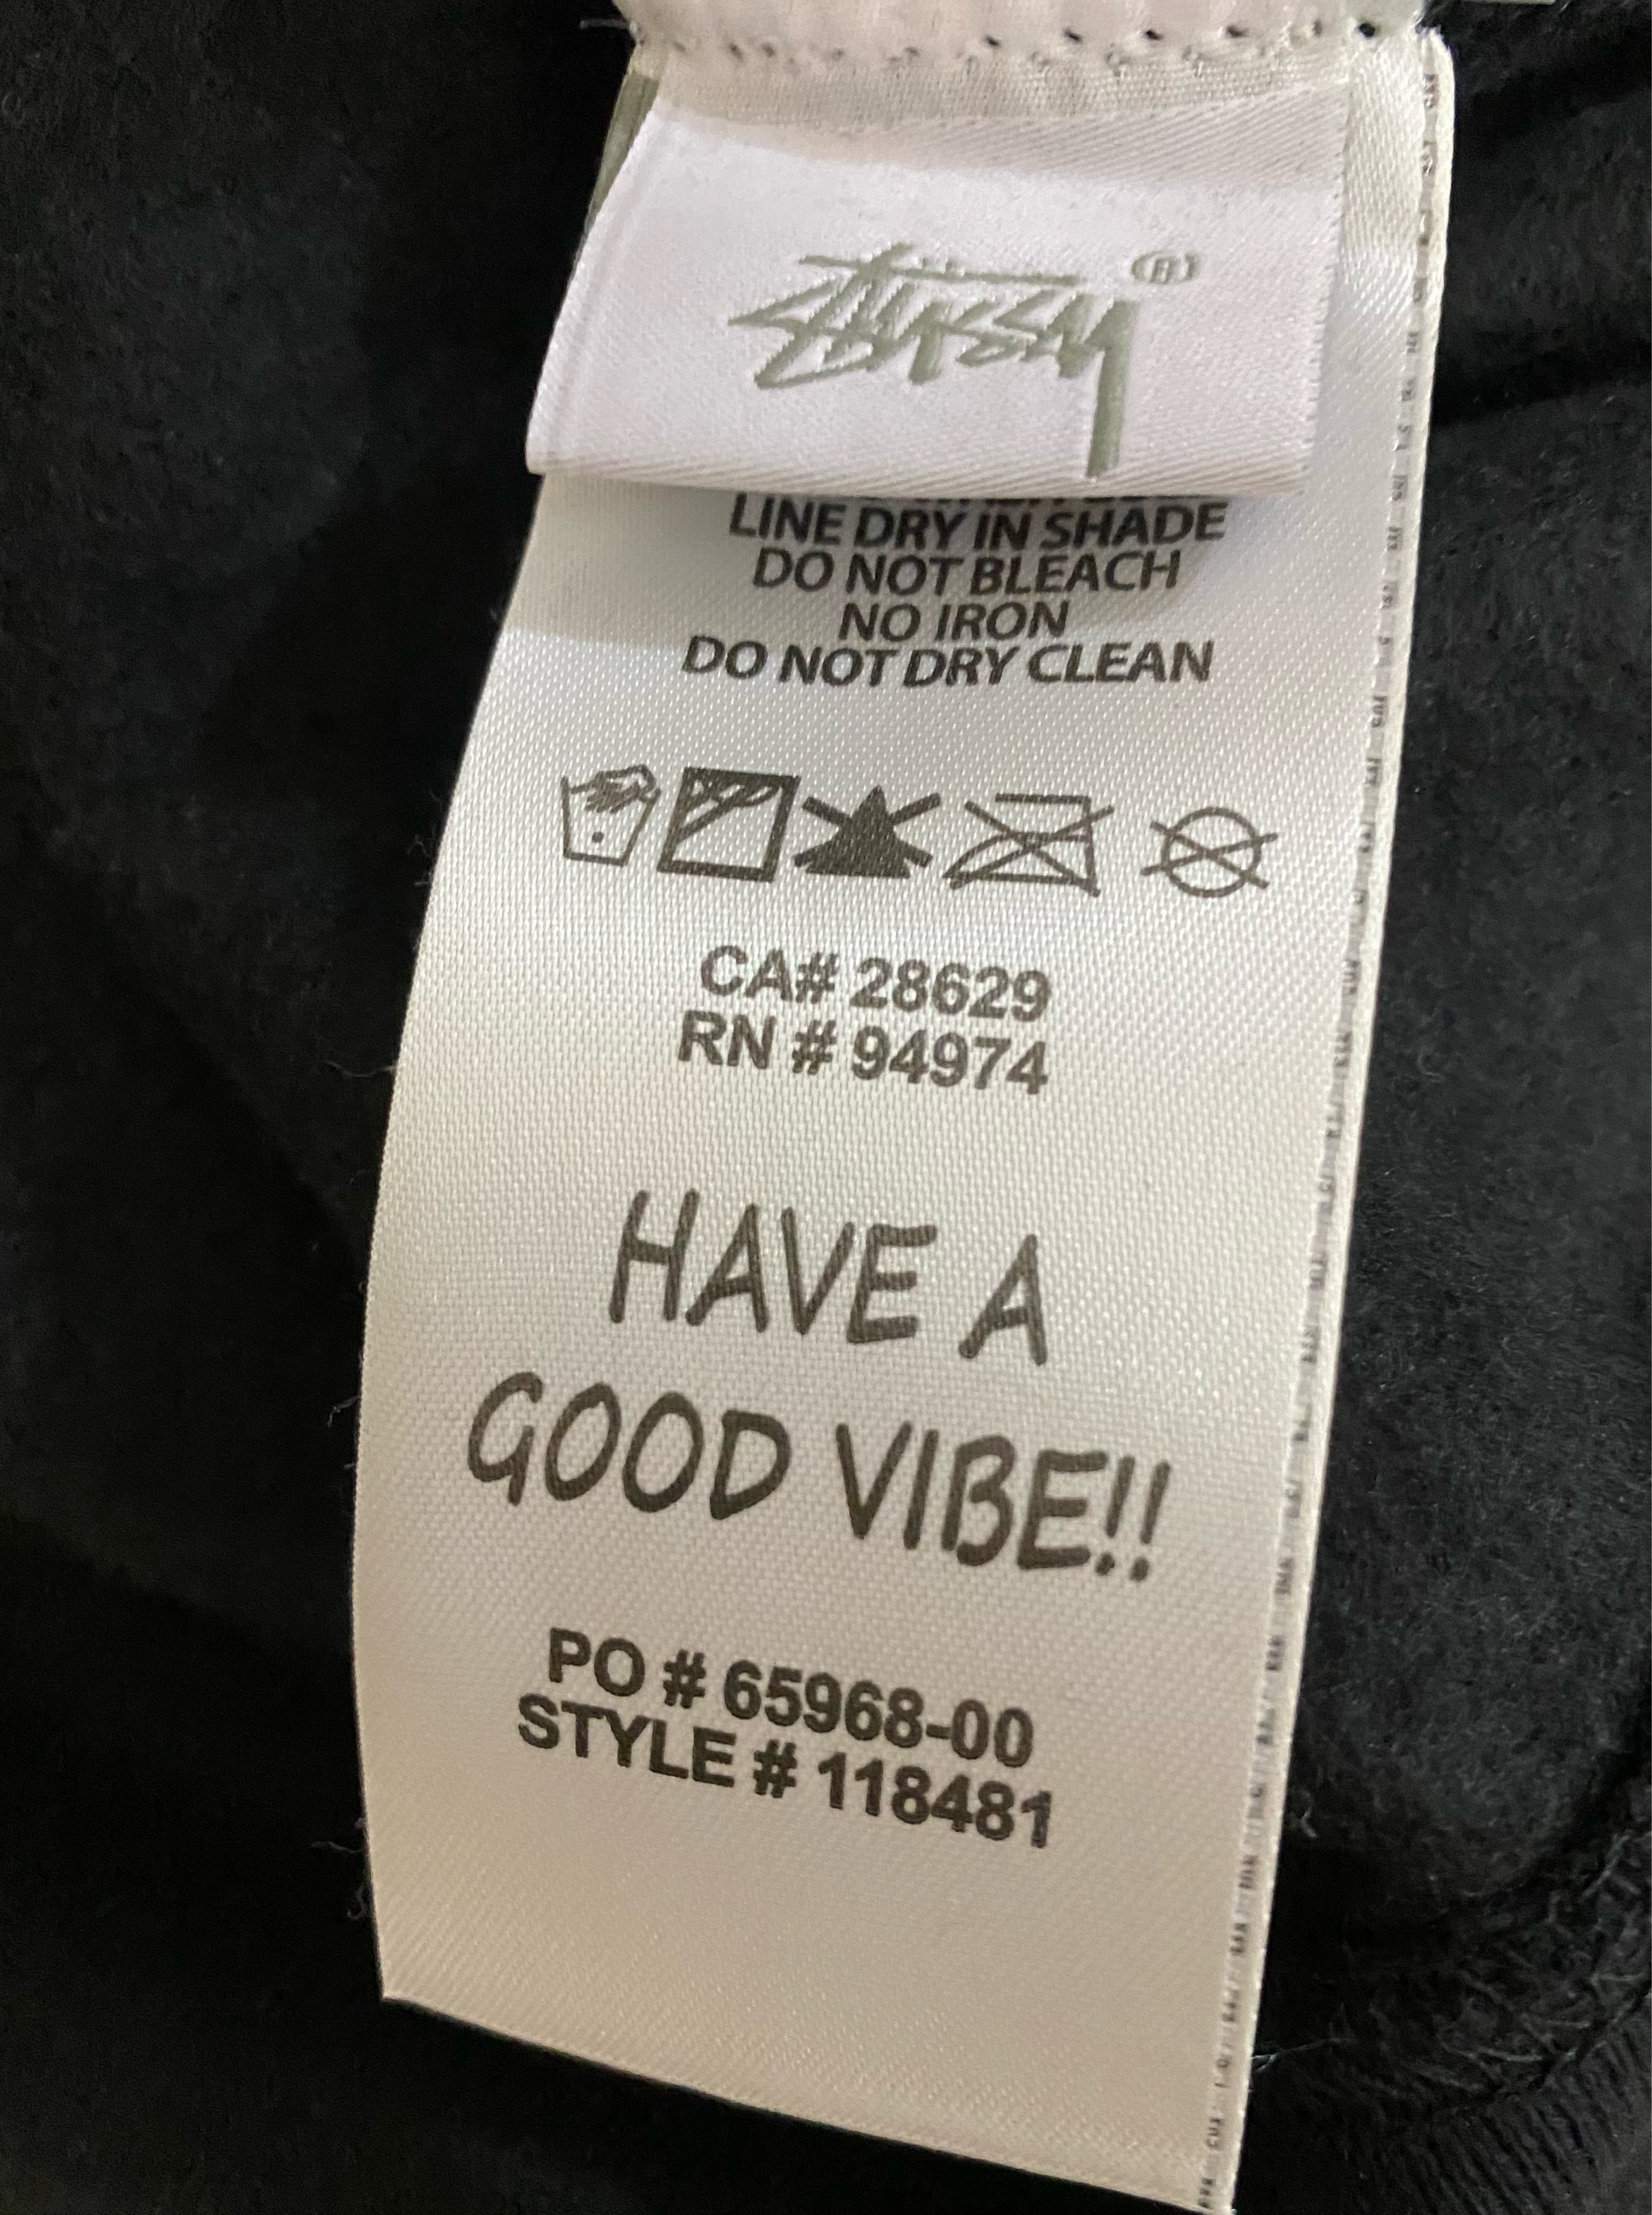 Stüssy ®
LINE DRY IN SHADE
DO NOT BLEACH
NO IRON
DO NOT DRY CLEAN
CA# 28629
RN # 94974
HAVE A
GOOD VIBE!!
PO # 65968-00
STYLE # 118481